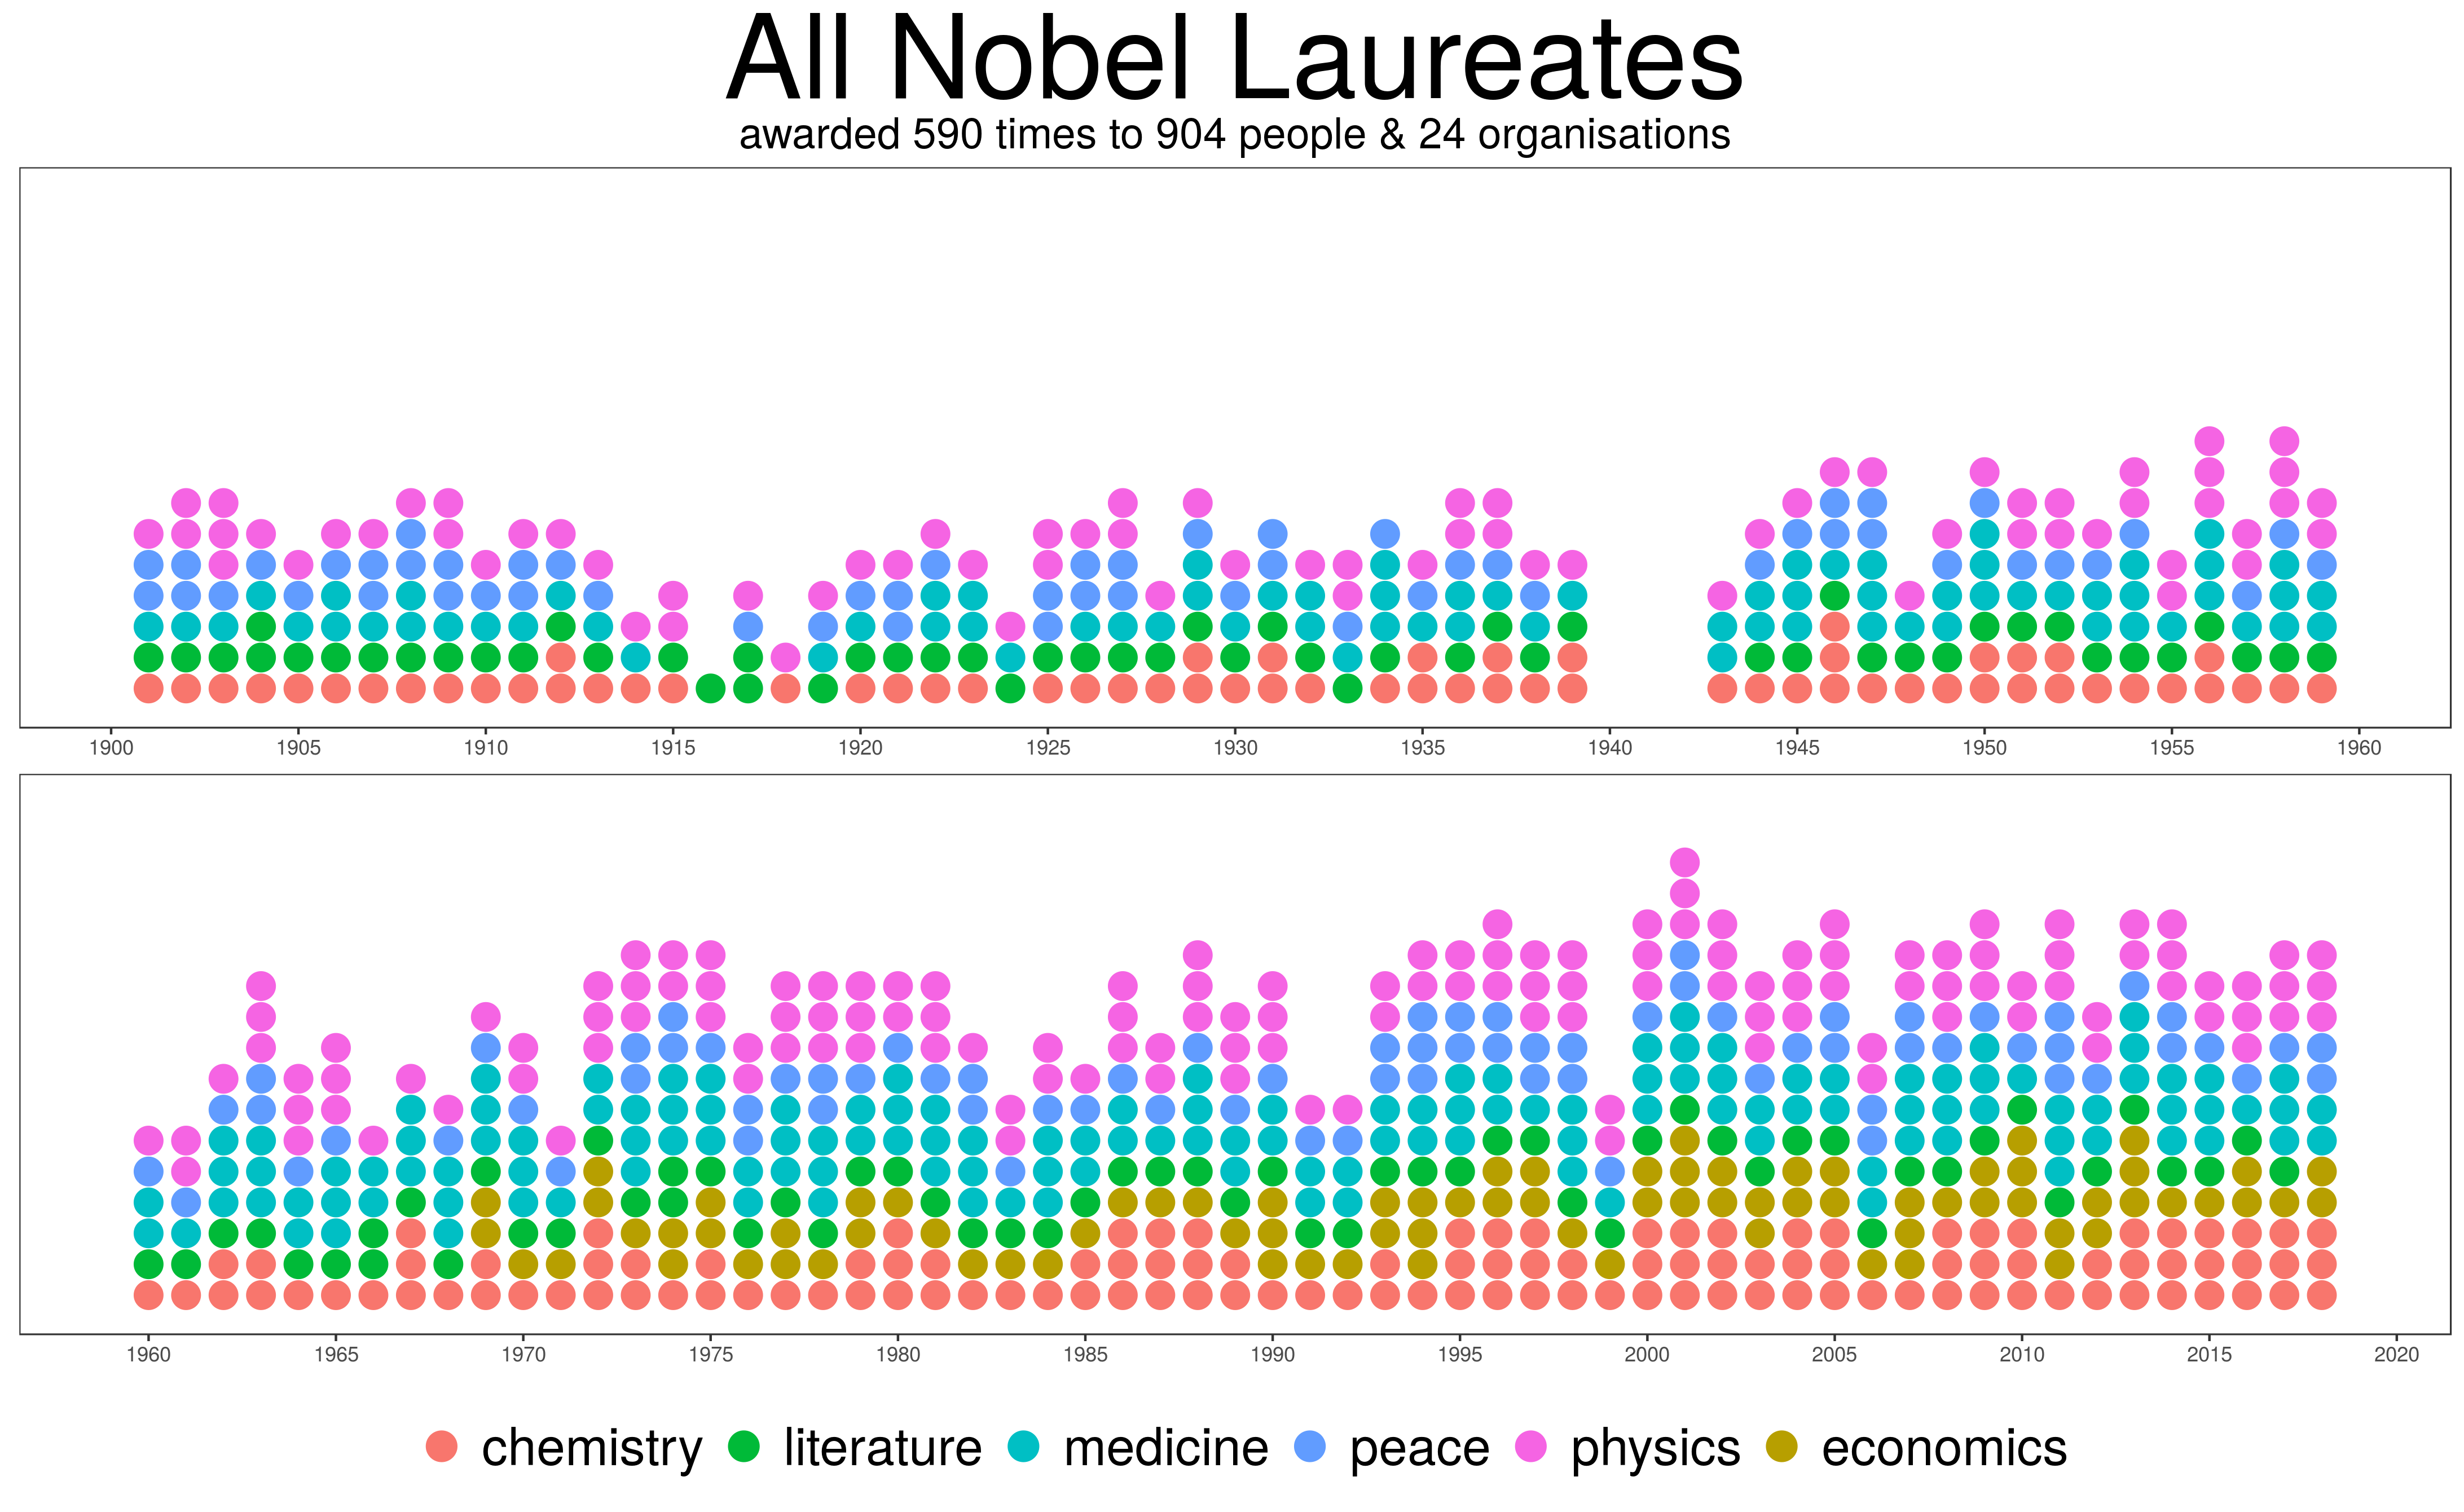 All Nobel Laureates
awarded 590 times to 904 people & 24 organisations
1900 1905 1910 1915 1920 1925 1930 1935 1940 1945 1950 1955 1960
1960 1965 1970 1975 1980 1985 1990 1995 2000 2005 2010 2015 2020
chemistry literature medicine peace physics economics